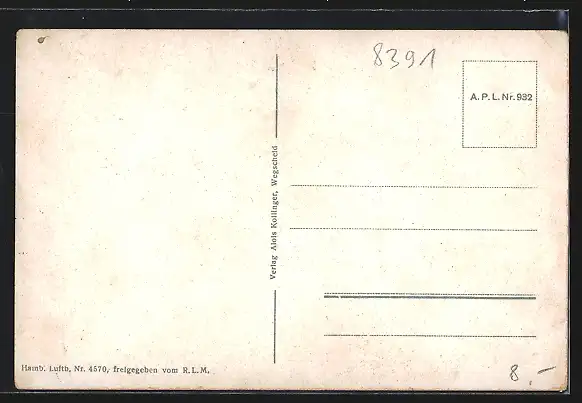 8391
A. P. L. Nr. 932
Verlag Alois Kollinger, Wegscheid
Hamb. Luftb. Nr. 4570, freigegeben vom R.L.M.
8.–